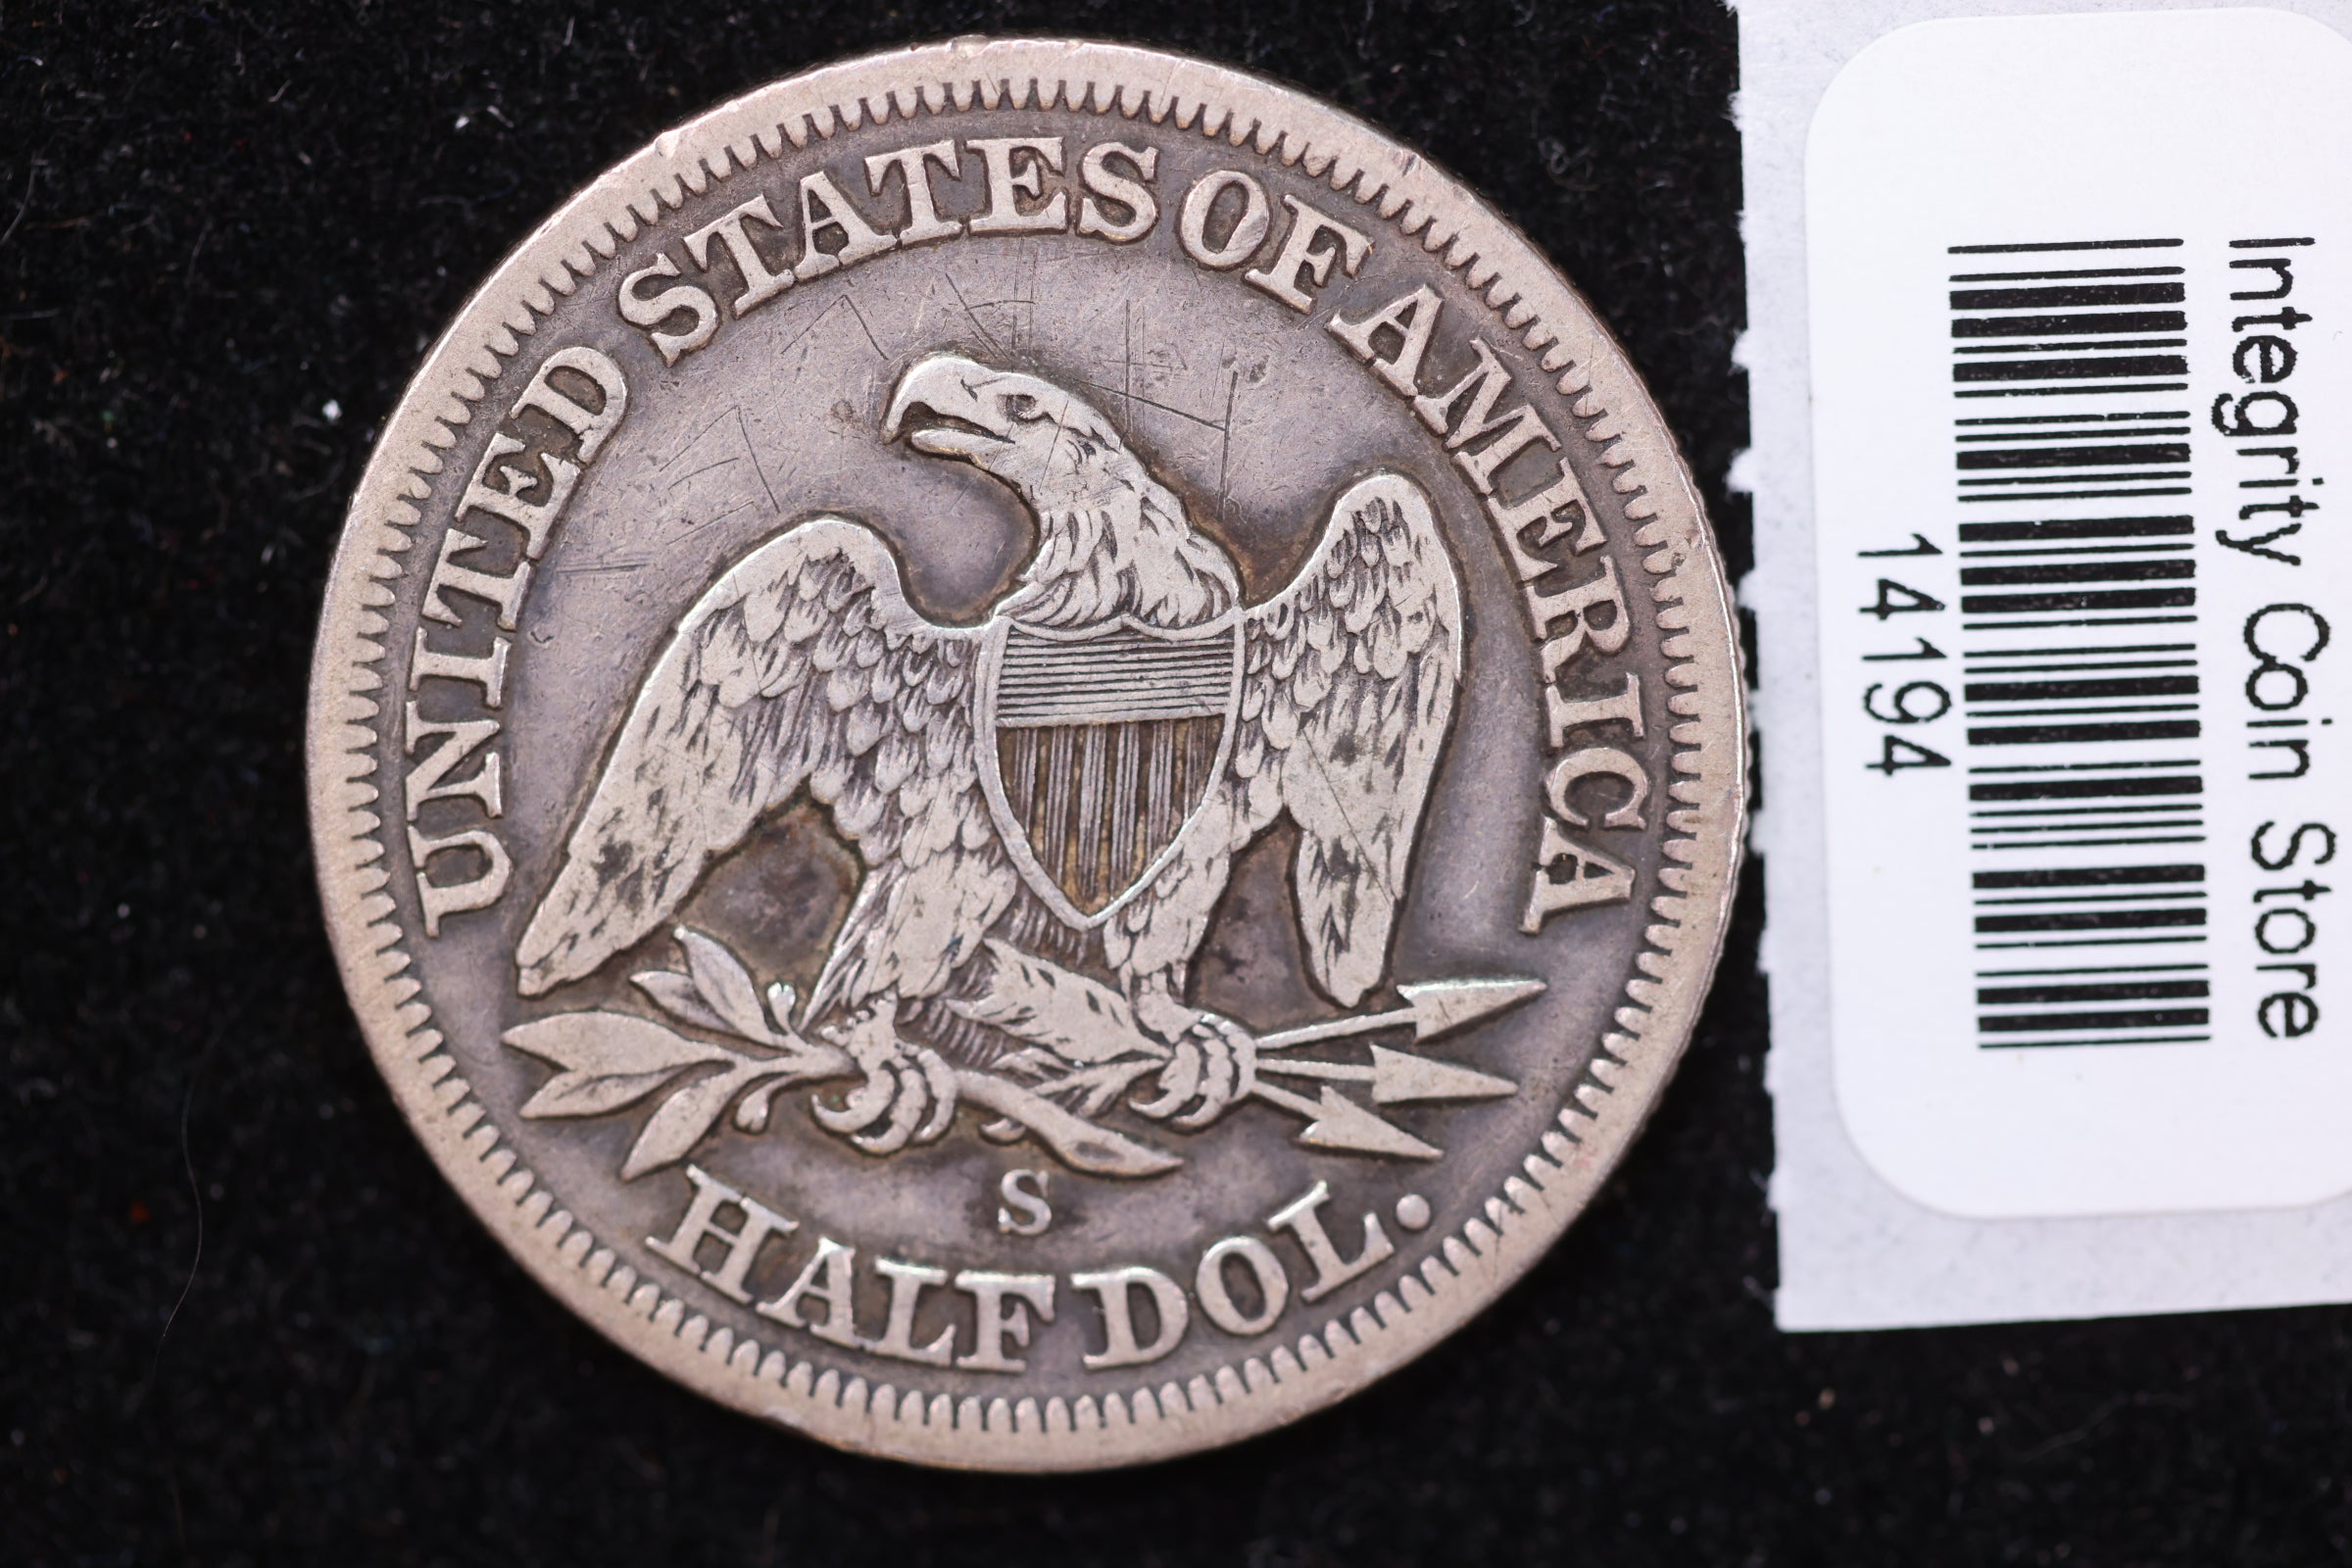 UNITED STATES OF AMERICA
S
HALF DOL.
Integrity Coin Store
14194